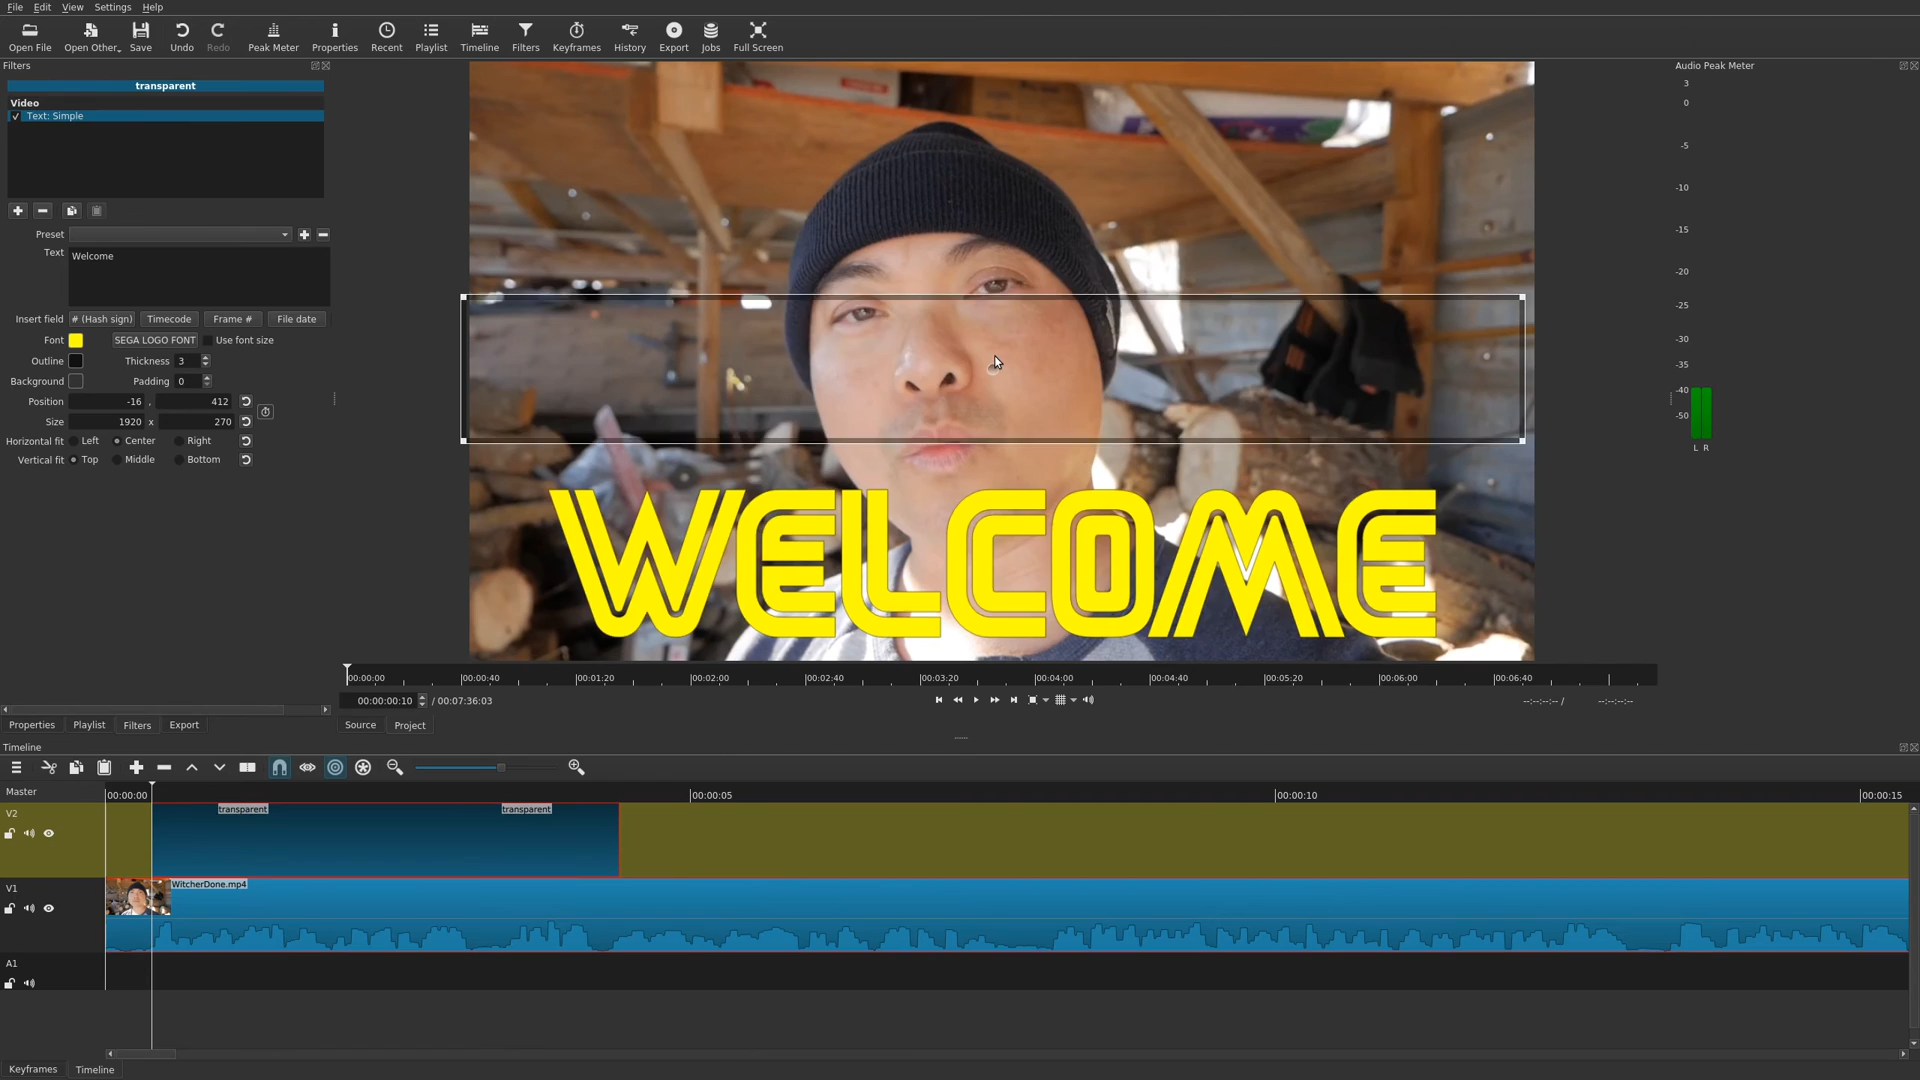 File Edit View Settings Help
Open File Open Other.. Save Undo Redo Peak Meter Properties Recent Playlist Timeline Filters Keyframes History Export Jobs Full Screen
Filters
Audio Peak Meter
transparent
Video
✓ Text: Simple
Preset
Text Welcome
Insert field # (Hash sign) Timecode Frame # File date
Font SEGA LOGO FONT Use font size
Outline Thickness 3
Background Padding 0
Position -16 , 412
Size 1920 x 270
Horizontal fit Left Center Right
Vertical fit Top Middle Bottom
WELCOME
3
0
-5
-10
-15
-20
-25
-30
-35
-40
-50
L R
00:00:00 00:00:40 00:01:20 00:02:00 00:02:40 00:03:20 00:04:00 00:04:40 00:05:20 00:06:00 00:06:40
00:00:00:10 / 00:07:36:03 --:--:--:-- / --:--:--:--
Properties Playlist Filters Export Source Project
Timeline
Master 00:00:00 00:00:05 00:00:10 00:00:15
V2 transparent transparent
V1 WitcherDone.mp4
A1
Keyframes Timeline